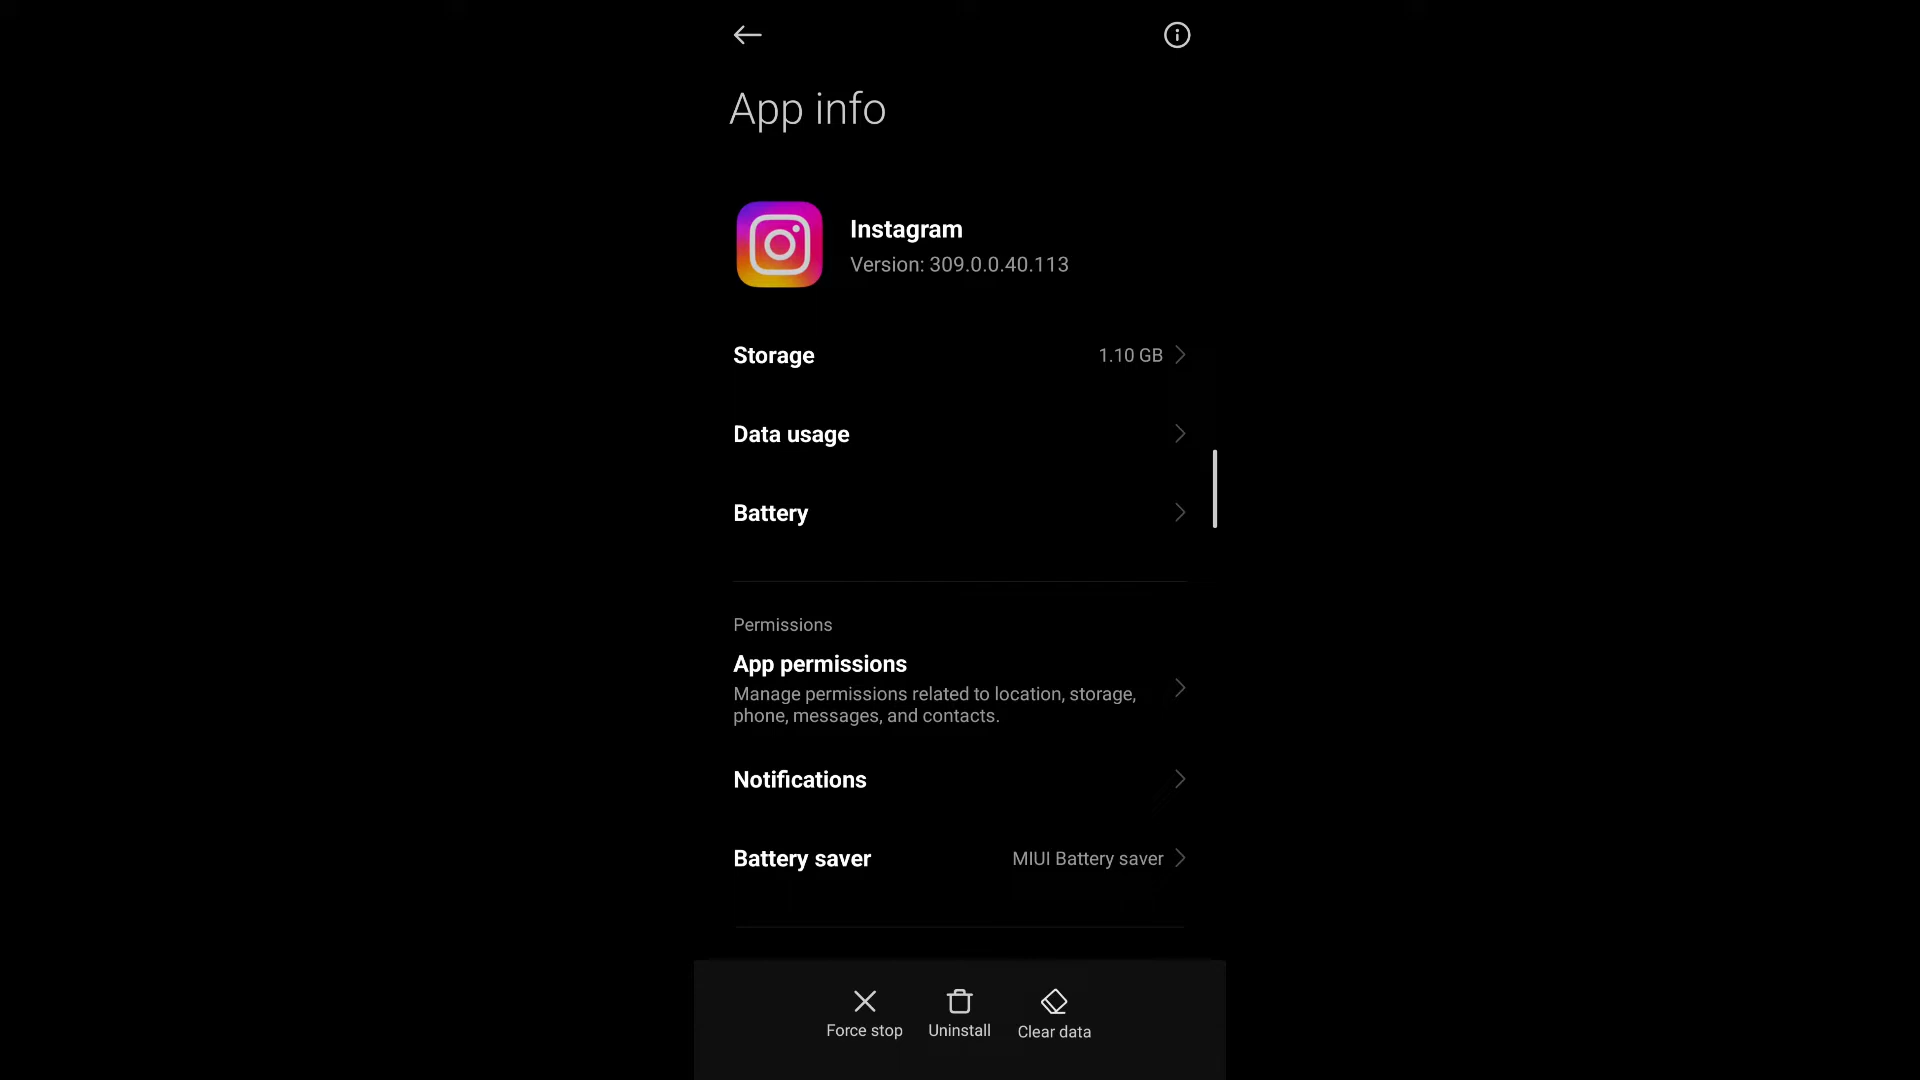 App info
Instagram
Version: 309.0.0.40.113
Storage 1.10 GB
Data usage
Battery
Permissions
App permissions
Manage permissions related to location, storage,
phone, messages, and contacts.
Notifications
Battery saver MIUI Battery saver
Force stop Uninstall Clear data